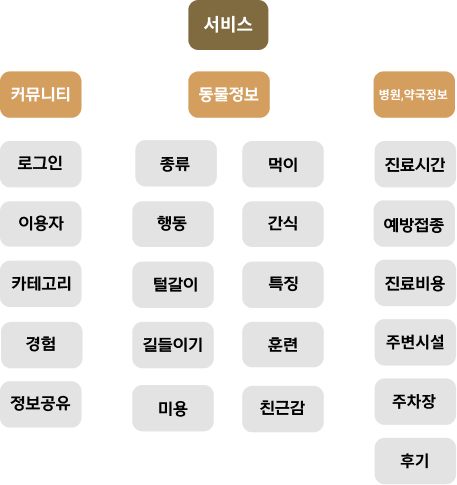 서비스
커뮤니티
동물정보
병원,약국정보
로그인
종류
먹이
진료시간
이용자
행동
간식
예방접종
카테고리
털갈이
특징
진료비용
경험
길들이기
훈련
주변시설
정보공유
미용
친근감
주차장
후기